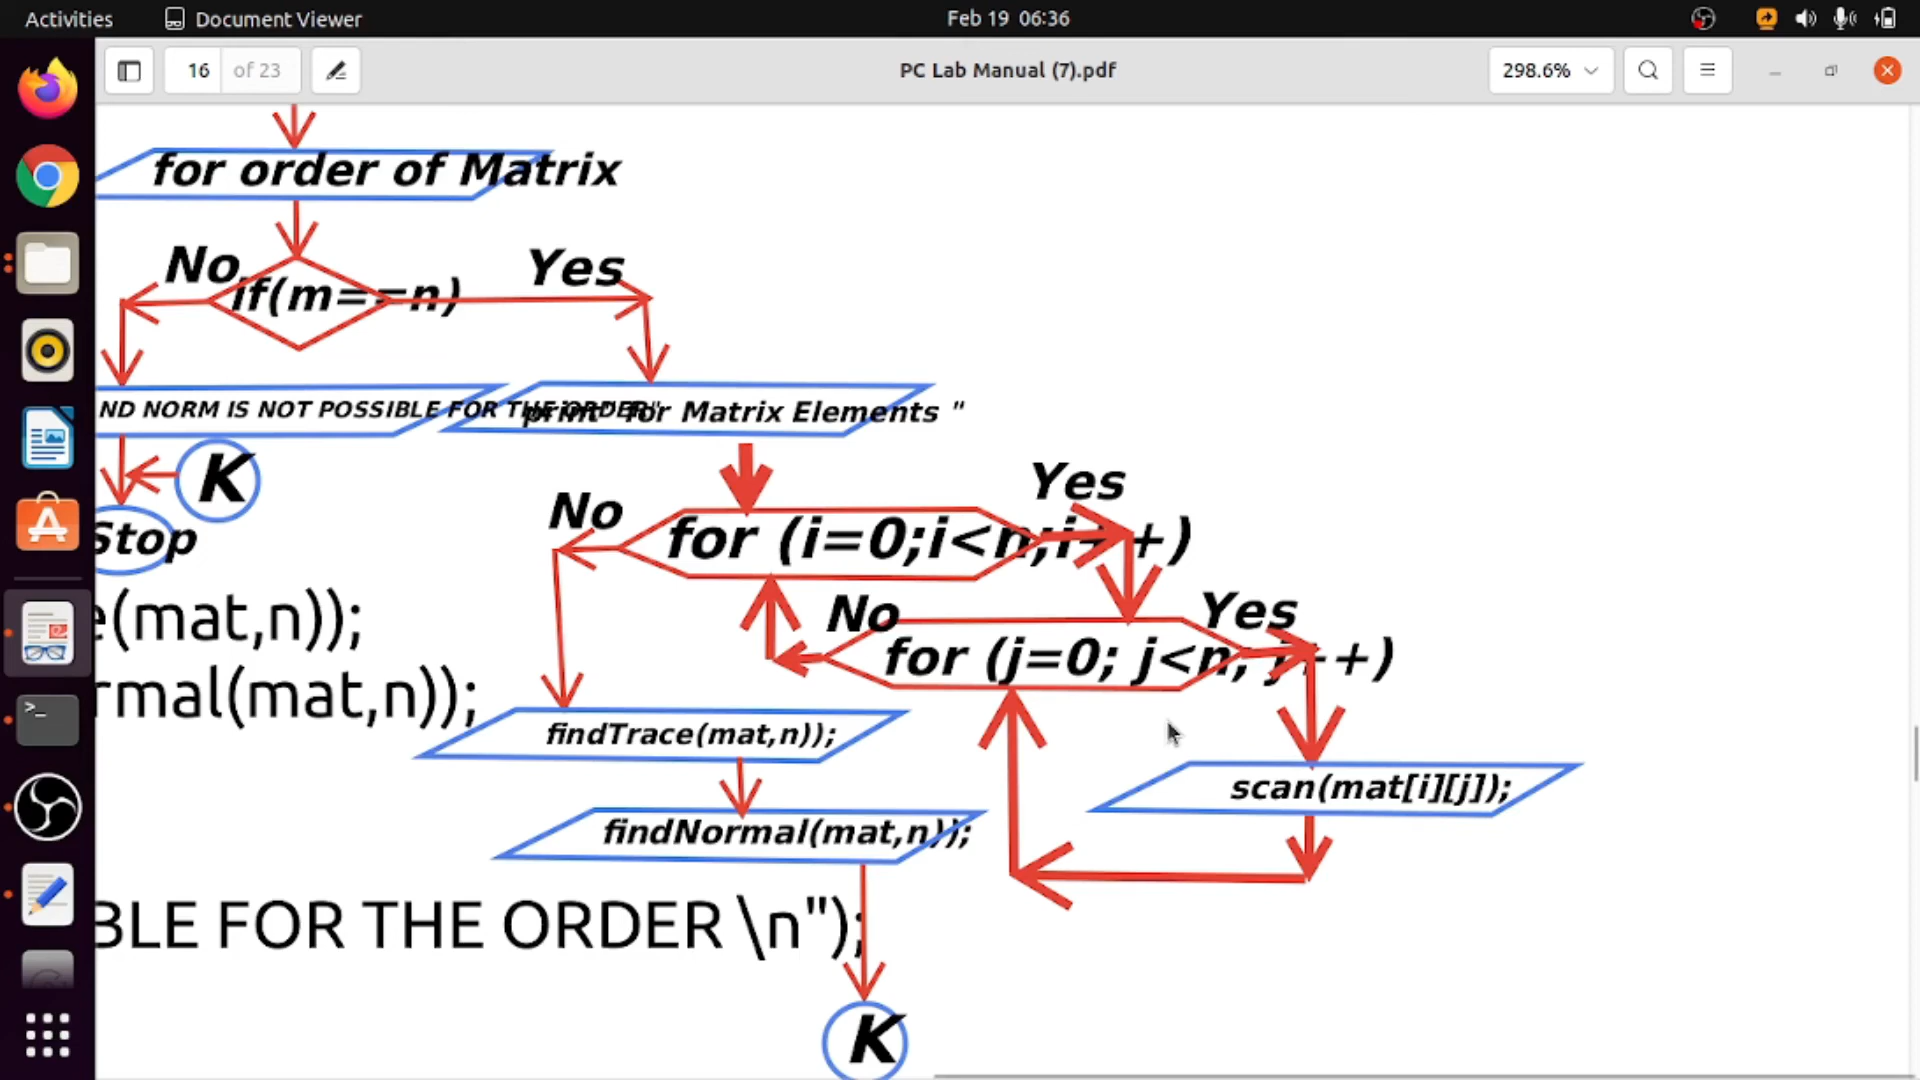 Activities
Document Viewer
Feb 19 06:36
16
of 23
PC Lab Manual (7).pdf
298.6%
for order of Matrix
No
Yes
if(m==n)
ND NORM IS NOT POSSIBLE FOR THE ORDER"
print" for Matrix Elements "
K
Stop
No
Yes
for (i=0;i<n;i++)
No
Yes
for (j=0; j<n; j++)
e(mat,n));
rmal(mat,n));
findTrace(mat,n));
scan(mat[i][j]);
findNormal(mat,n));
BLE FOR THE ORDER \n");
K